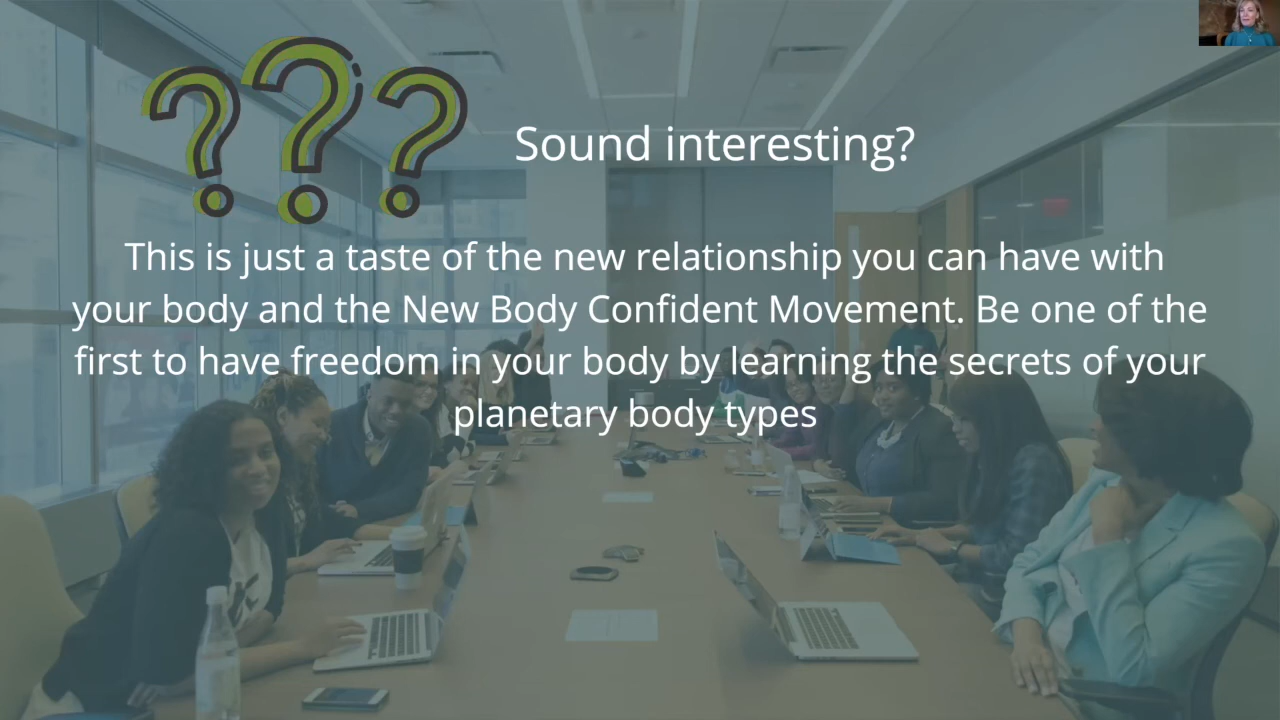 Sound interesting?
This is just a taste of the new relationship you can have with
your body and the New Body Confident Movement. Be one of the
first to have freedom in your body by learning the secrets of your
planetary body types